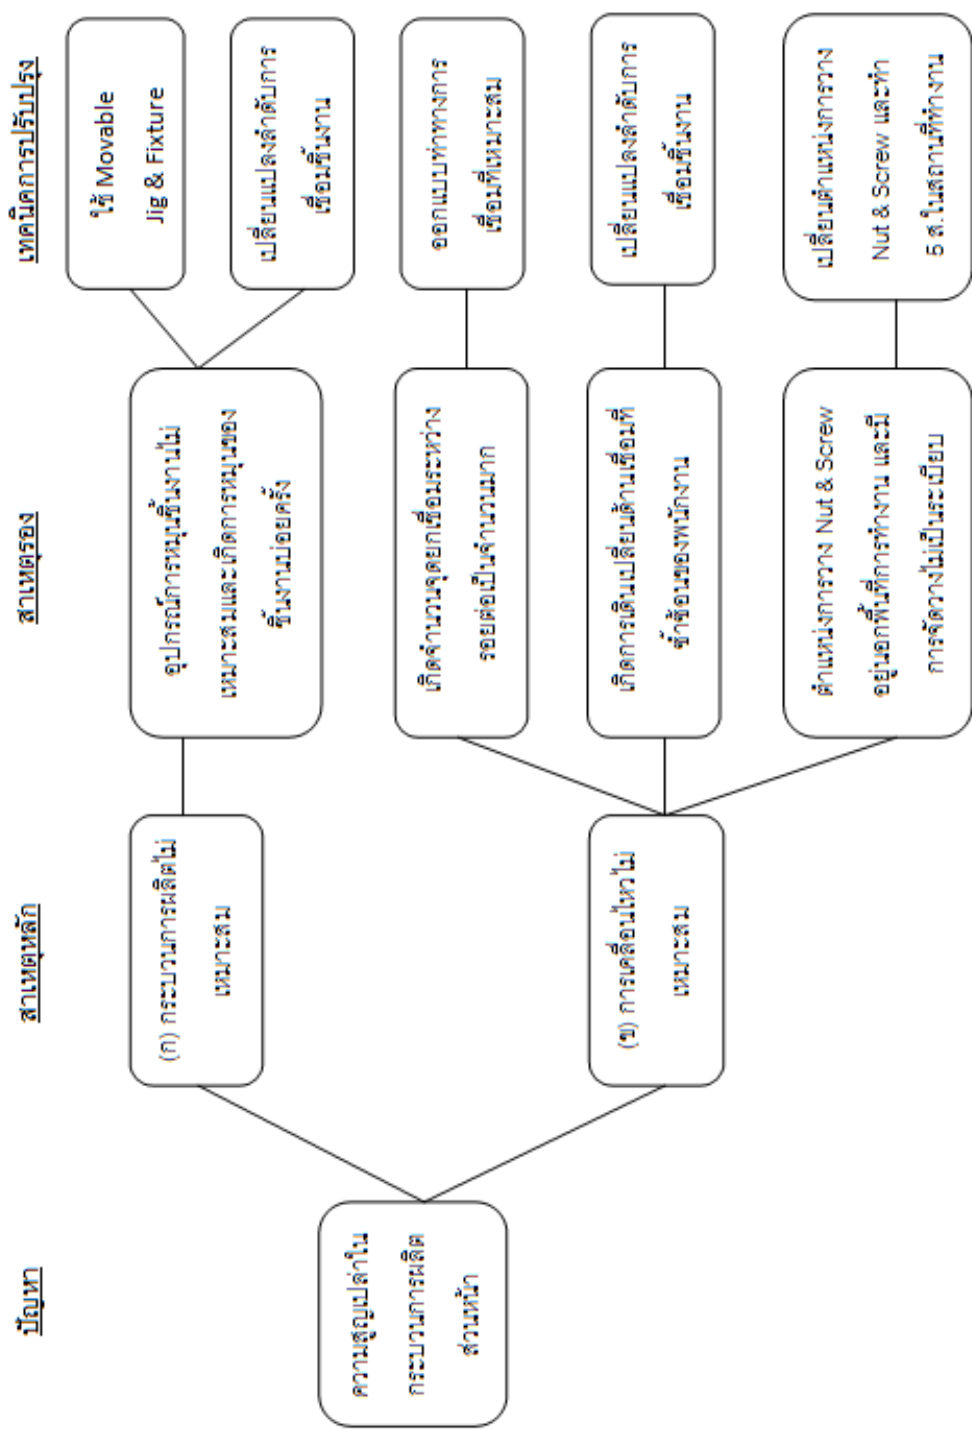 ปัญหา
สาเหตุหลัก
สาเหตุรอง
เทคนิคการปรับปรุง
ความสูญเปล่าใน
กระบวนการผลิต
ส่วนหน้า
(ก) กระบวนการผลิตไม่
เหมาะสม
(ข) การเคลื่อนไหวไม่
เหมาะสม
อุปกรณ์การหมุนชิ้นงานไม่
เหมาะสมและเกิดการหมุนของ
ชิ้นงานบ่อยครั้ง
เกิดจำนวนจุดยกเชื่อมระหว่าง
รอยต่อเป็นจำนวนมาก
เกิดการเดินเปลี่ยนด้านเชื่อมที่
ซ้ำซ้อนของพนักงาน
ตำแหน่งการวาง Nut & Screw
อยู่นอกพื้นที่การทำงาน และมี
การจัดวางไม่เป็นระเบียบ
ใช้ Movable
Jig & Fixture
เปลี่ยนแปลงลำดับการ
เชื่อมชิ้นงาน
ออกแบบท่าทางการ
เชื่อมที่เหมาะสม
เปลี่ยนแปลงลำดับการ
เชื่อมชิ้นงาน
เปลี่ยนตำแหน่งการวาง
Nut & Screw และทำ
5 ส.ในสถานที่ทำงาน